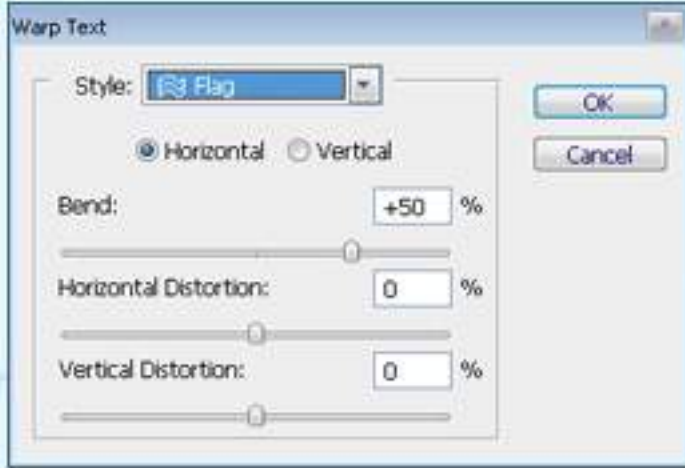 Warp Text
Style: Flag
OK
Horizontal Vertical
Cancel
Bend: +50 %
Horizontal Distortion: 0 %
Vertical Distortion: 0 %